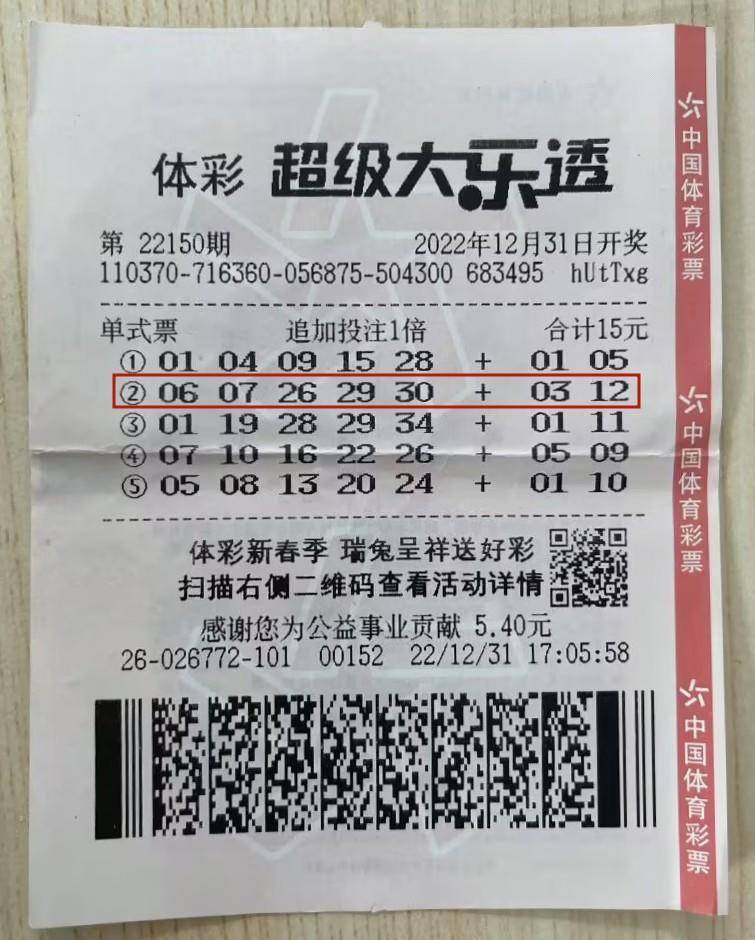 体彩 超级大乐透
第 22150期 2022年12月31日开奖
110370-716360-056875-504300 683495 hUtTxg
单式票 追加投注1倍 合计15元
① 01 04 09 15 28 + 01 05
② 06 07 26 29 30 + 03 12
③ 01 19 28 29 34 + 01 11
④ 07 10 16 22 26 + 05 09
⑤ 05 08 13 20 24 + 01 10
体彩新春季 瑞兔呈祥送好彩
扫描右侧二维码查看活动详情
感谢您为公益事业贡献 5.40元
26-026772-101 00152 22/12/31 17:05:58
中国体育彩票
中国体育彩票
中国体育彩票